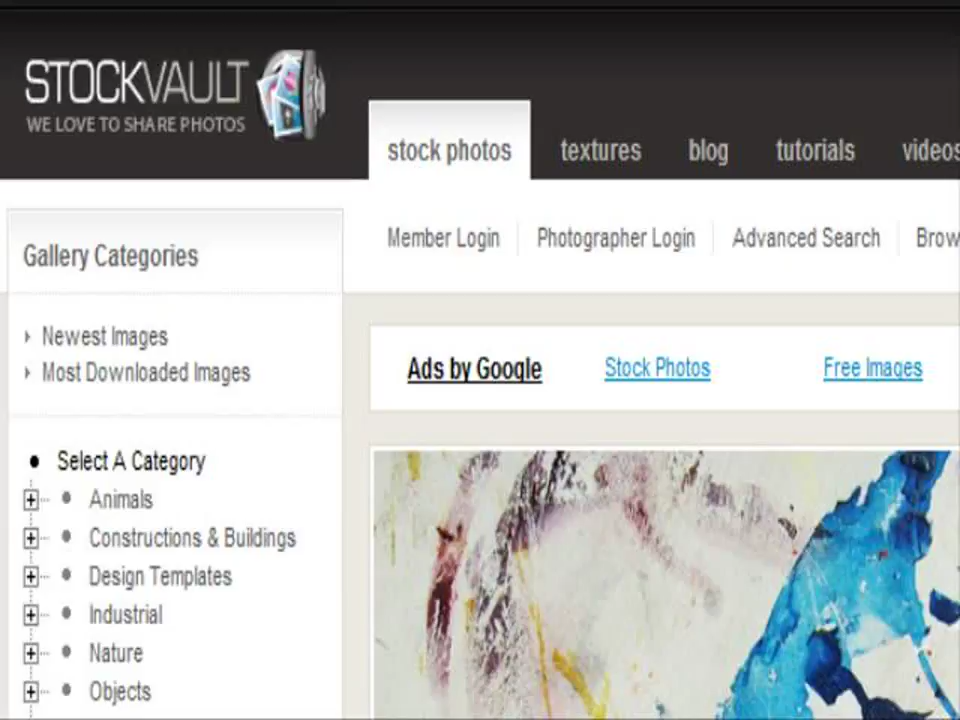 STOCKVAULT
WE LOVE TO SHARE PHOTOS
stock photos textures blog tutorials videos
Member Login Photographer Login Advanced Search Brow
Gallery Categories
Newest Images
Most Downloaded Images
Ads by Google Stock Photos Free Images
Select A Category
Animals
Constructions & Buildings
Design Templates
Industrial
Nature
Objects